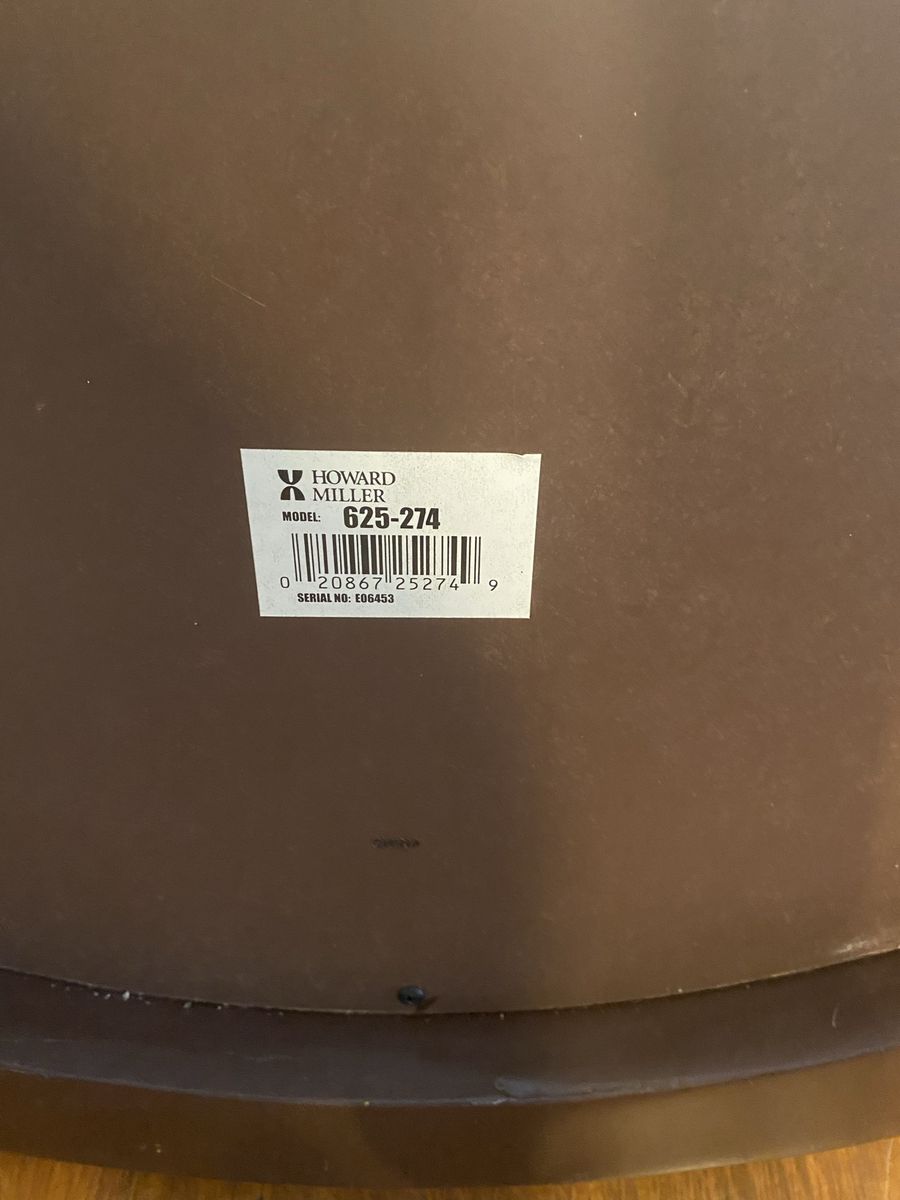 HOWARD
MILLER
MODEL: 625-274
0 20867 25274 9
SERIAL NO: E06453